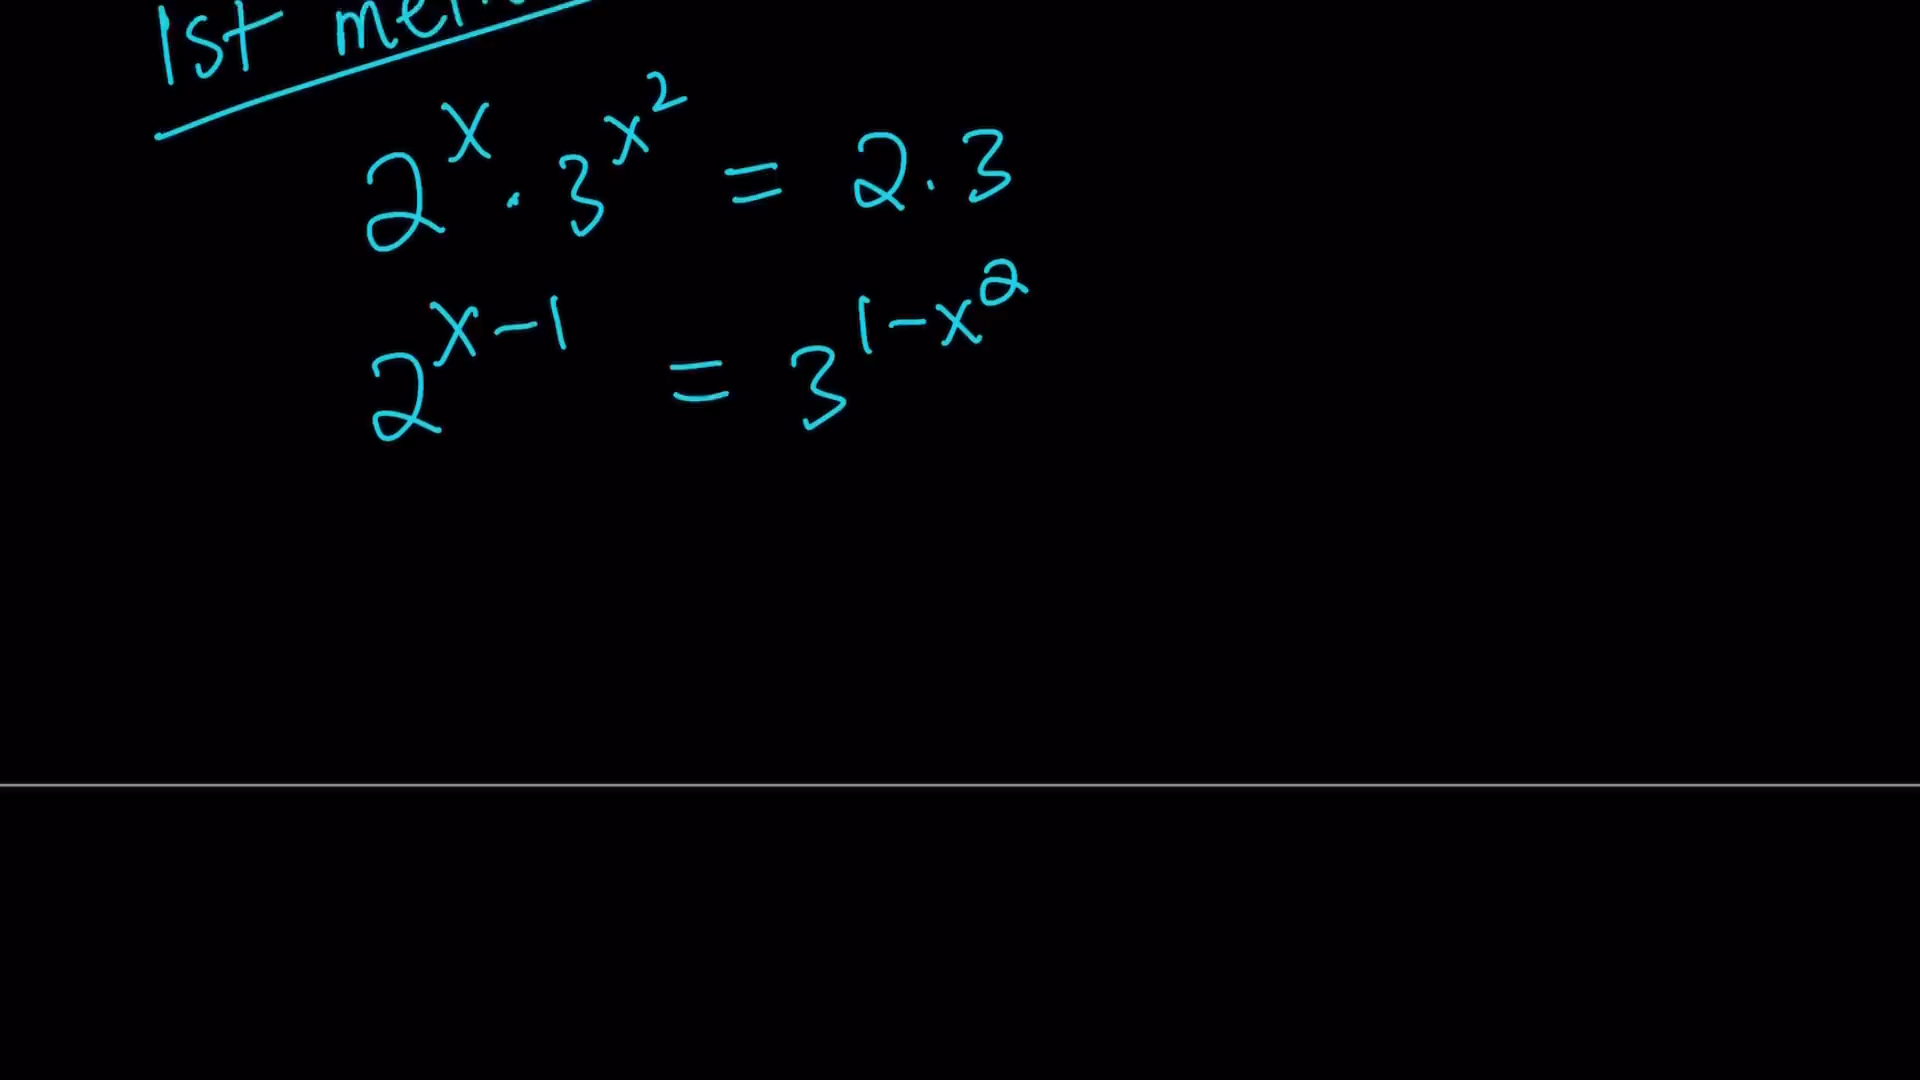 1st
2^x · 3^x^2 = 2.3
2^x-1 = 3^1-x^2